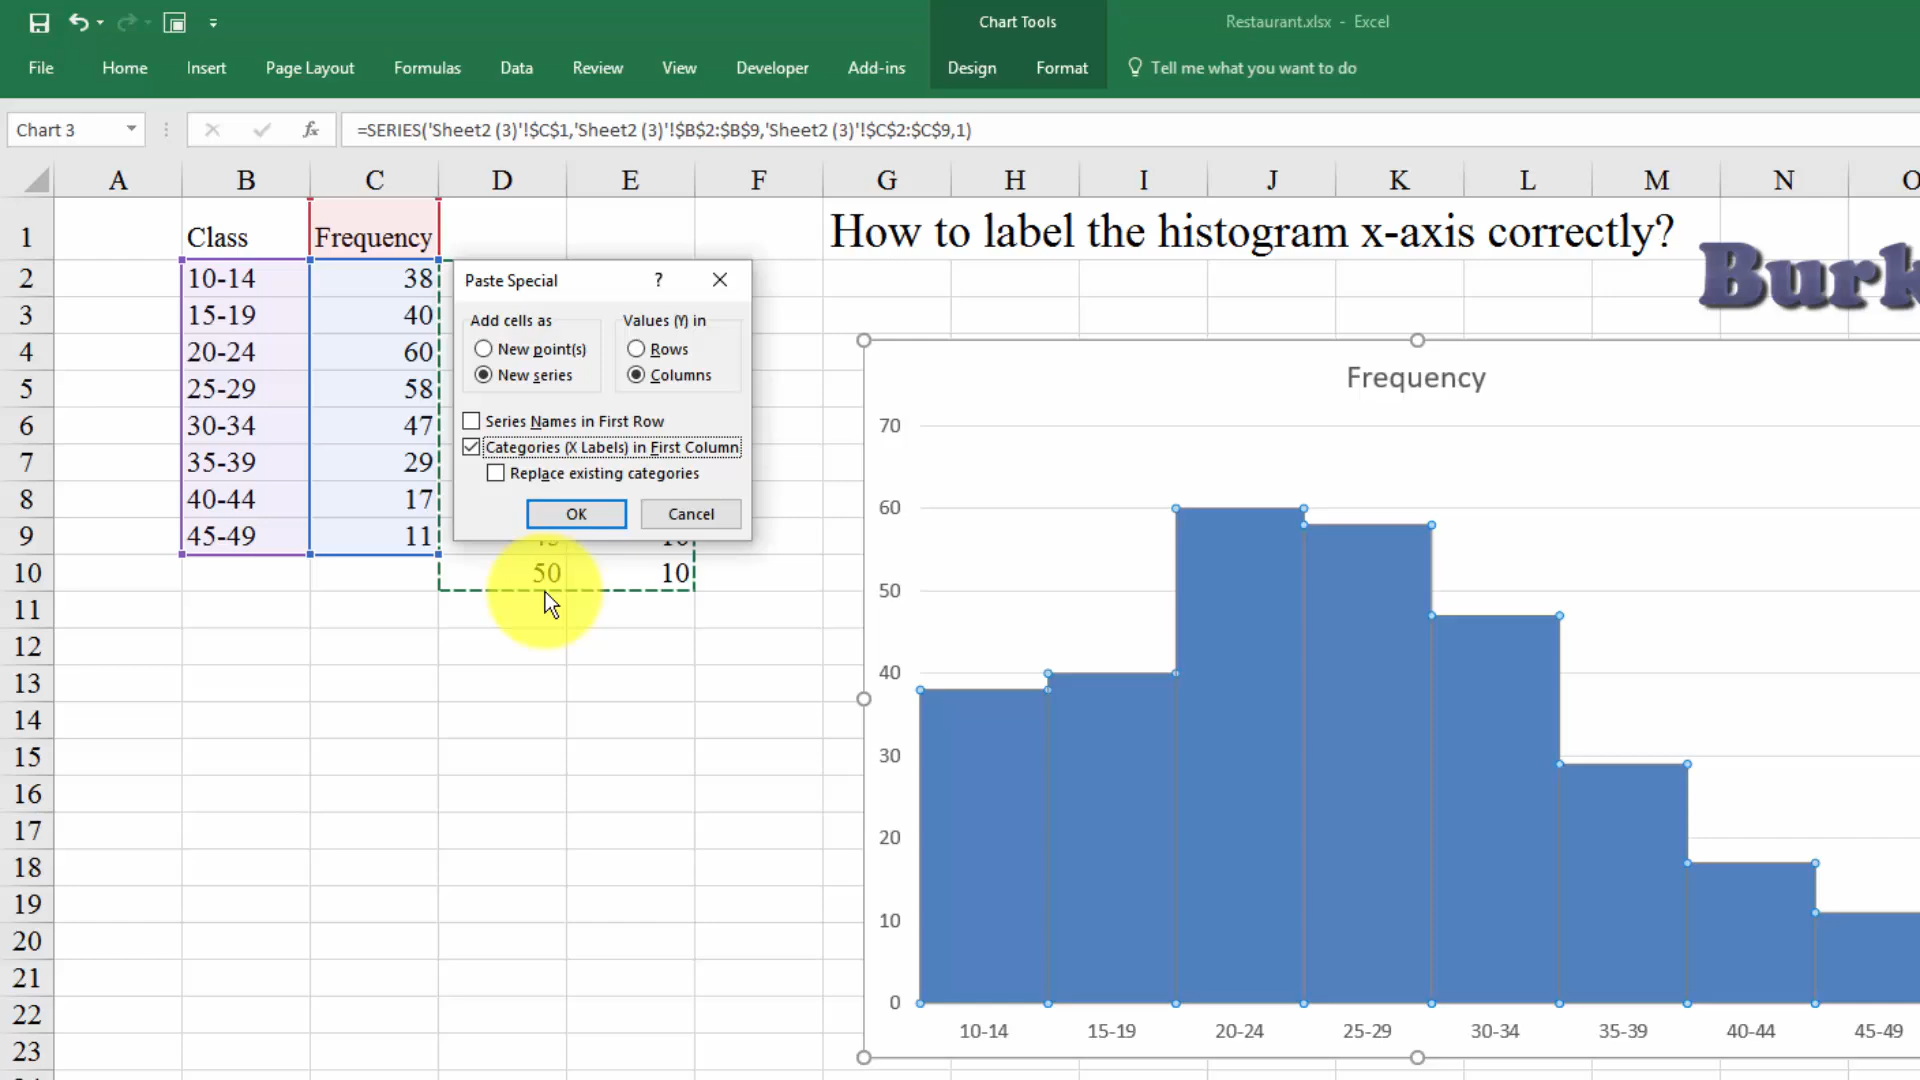 Chart Tools
Restaurant.xlsx - Excel
File Home Insert Page Layout Formulas Data Review View Developer Add-ins Design Format Tell me what you want to do
Chart 3 fx =SERIES('Sheet2 (3)'!$C$1,'Sheet2 (3)'!$B$2:$B$9,'Sheet2 (3)'!$C$2:$C$9,1)
A B C D E F G H I J K L M N O
1 Class Frequency How to label the histogram x-axis correctly?
Burk
2 10-14 38
3 15-19 40
4 20-24 60
5 25-29 58
6 30-34 47
7 35-39 29
8 40-44 17
9 45-49 11
10 50 10
11
12
13
14
15
16
17
18
19
20
21
22
23
Paste Special ?
Add cells as Values (Y) in
New point(s) Rows
New series Columns
Series Names in First Row
Categories (X Labels) in First Column
Replace existing categories
OK Cancel
Frequency
70
60
50
40
30
20
10
0
10-14 15-19 20-24 25-29 30-34 35-39 40-44 45-49